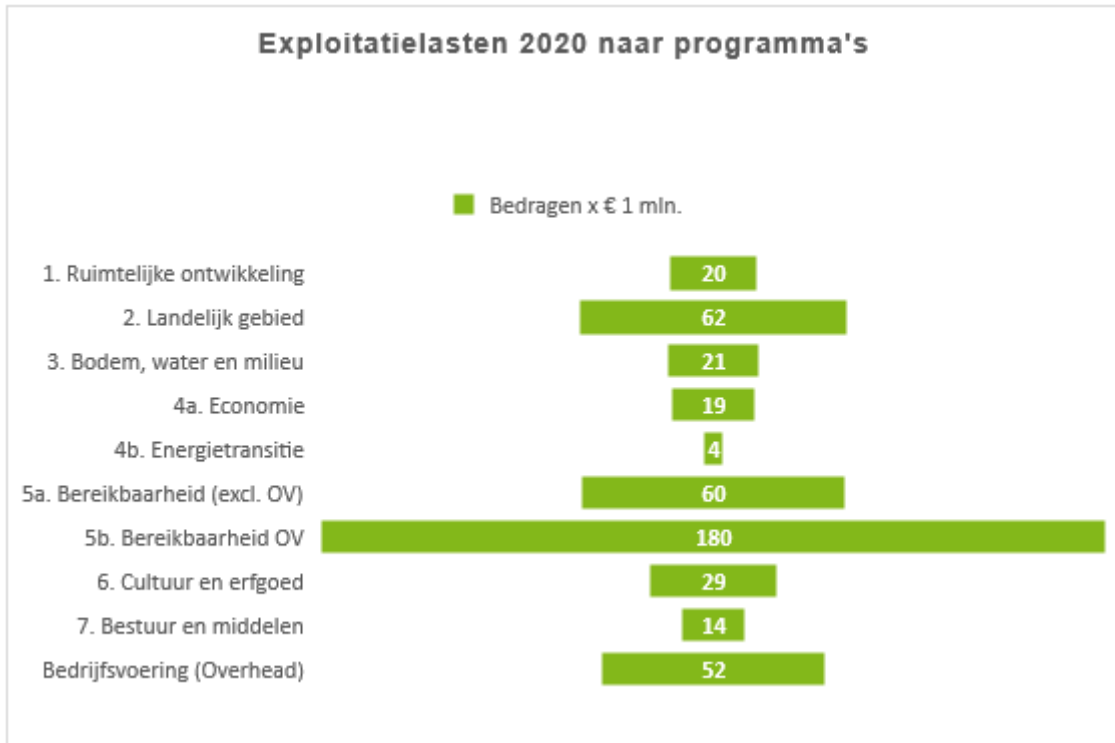 Exploitatielasten 2020 naar programma's
Bedragen x € 1 mln.
1. Ruimtelijke ontwikkeling 20
2. Landelijk gebied 62
3. Bodem, water en milieu 21
4a. Economie 19
4b. Energietransitie 4
5a. Bereikbaarheid (excl. OV) 60
5b. Bereikbaarheid OV 180
6. Cultuur en erfgoed 29
7. Bestuur en middelen 14
Bedrijfsvoering (Overhead) 52